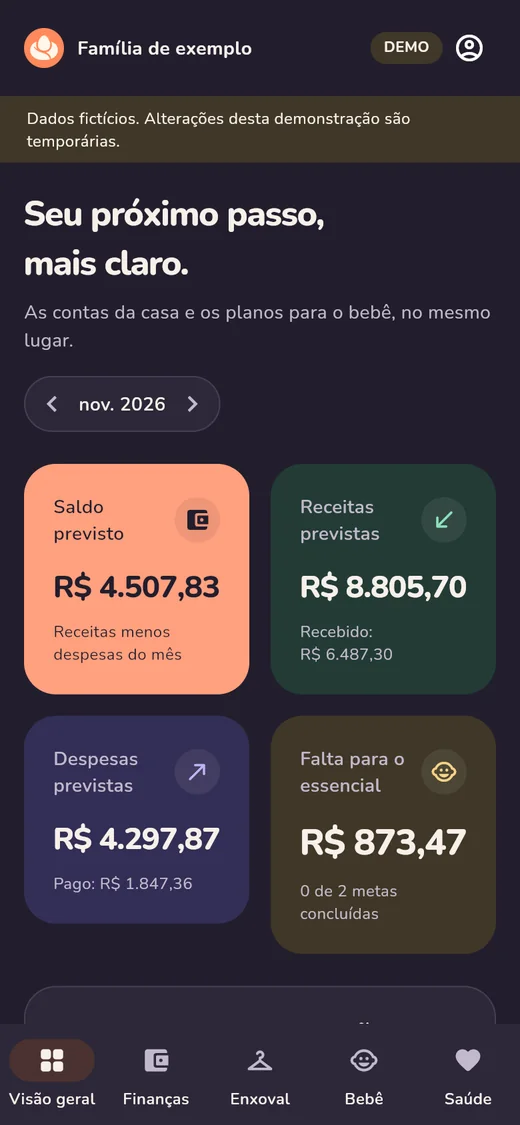 Família de exemplo
DEMO
Dados fictícios. Alterações desta demonstração são
temporárias.
Seu próximo passo,
mais claro.
As contas da casa e os planos para o bebê, no mesmo
lugar.
nov. 2026
Saldo
previsto
R$ 4.507,83
Receitas menos
despesas do mês
Receitas
previstas
R$ 8.805,70
Recebido:
R$ 6.487,30
Despesas
previstas
R$ 4.297,87
Pago: R$ 1.847,36
Falta para o
essencial
R$ 873,47
0 de 2 metas
concluídas
Visão geral
Finanças
Enxoval
Bebê
Saúde